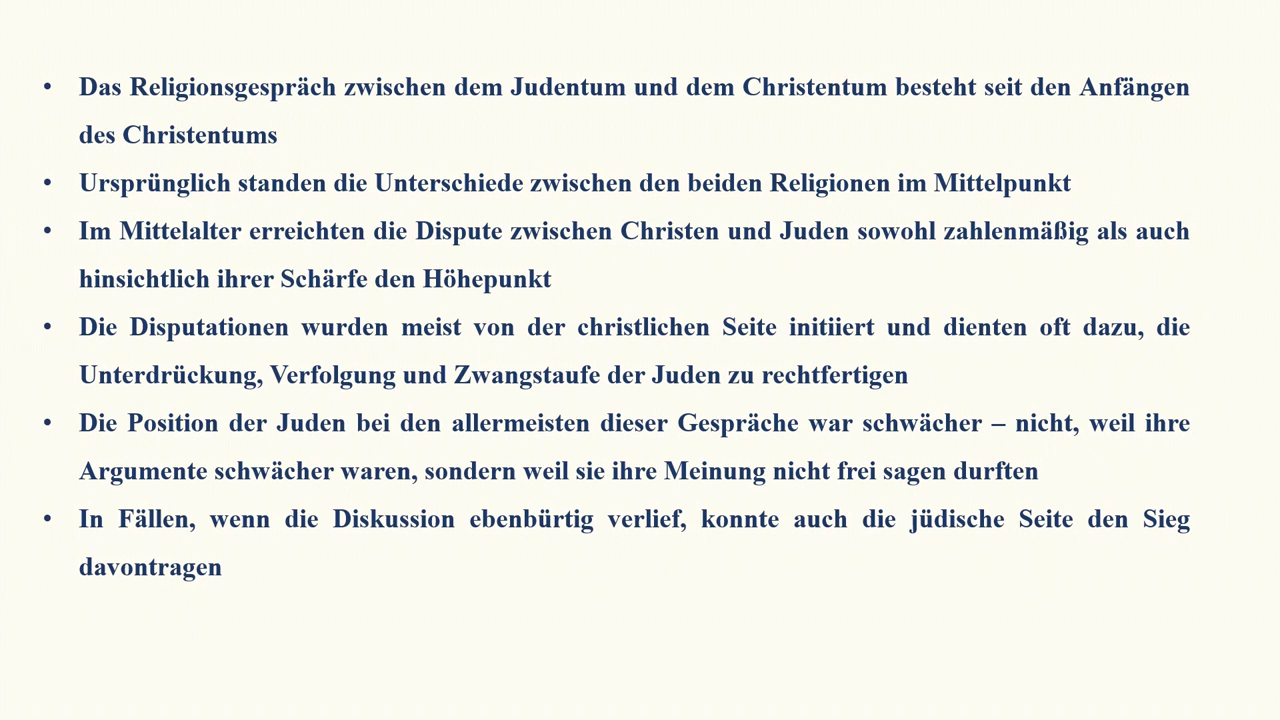 • Das Religionsgespräch zwischen dem Judentum und dem Christentum besteht seit den Anfängen
des Christentums
• Ursprünglich standen die Unterschiede zwischen den beiden Religionen im Mittelpunkt
• Im Mittelalter erreichten die Dispute zwischen Christen und Juden sowohl zahlenmäßig als auch
hinsichtlich ihrer Schärfe den Höhepunkt
• Die Disputationen wurden meist von der christlichen Seite initiiert und dienten oft dazu, die
Unterdrückung, Verfolgung und Zwangstaufe der Juden zu rechtfertigen
• Die Position der Juden bei den allermeisten dieser Gespräche war schwächer – nicht, weil ihre
Argumente schwächer waren, sondern weil sie ihre Meinung nicht frei sagen durften
• In Fällen, wenn die Diskussion ebenbürtig verlief, konnte auch die jüdische Seite den Sieg
davontragen